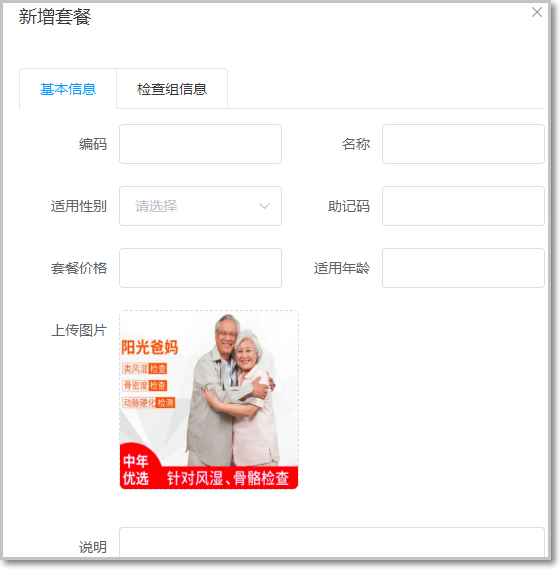 新增套餐
基本信息
检查组信息
编码
名称
适用性别
请选择
助记码
套餐价格
适用年龄
上传图片
阳光爸妈
类风湿 检查
骨密度 检查
动脉硬化 检测
中年
优选
针对风湿、骨骼检查
说明